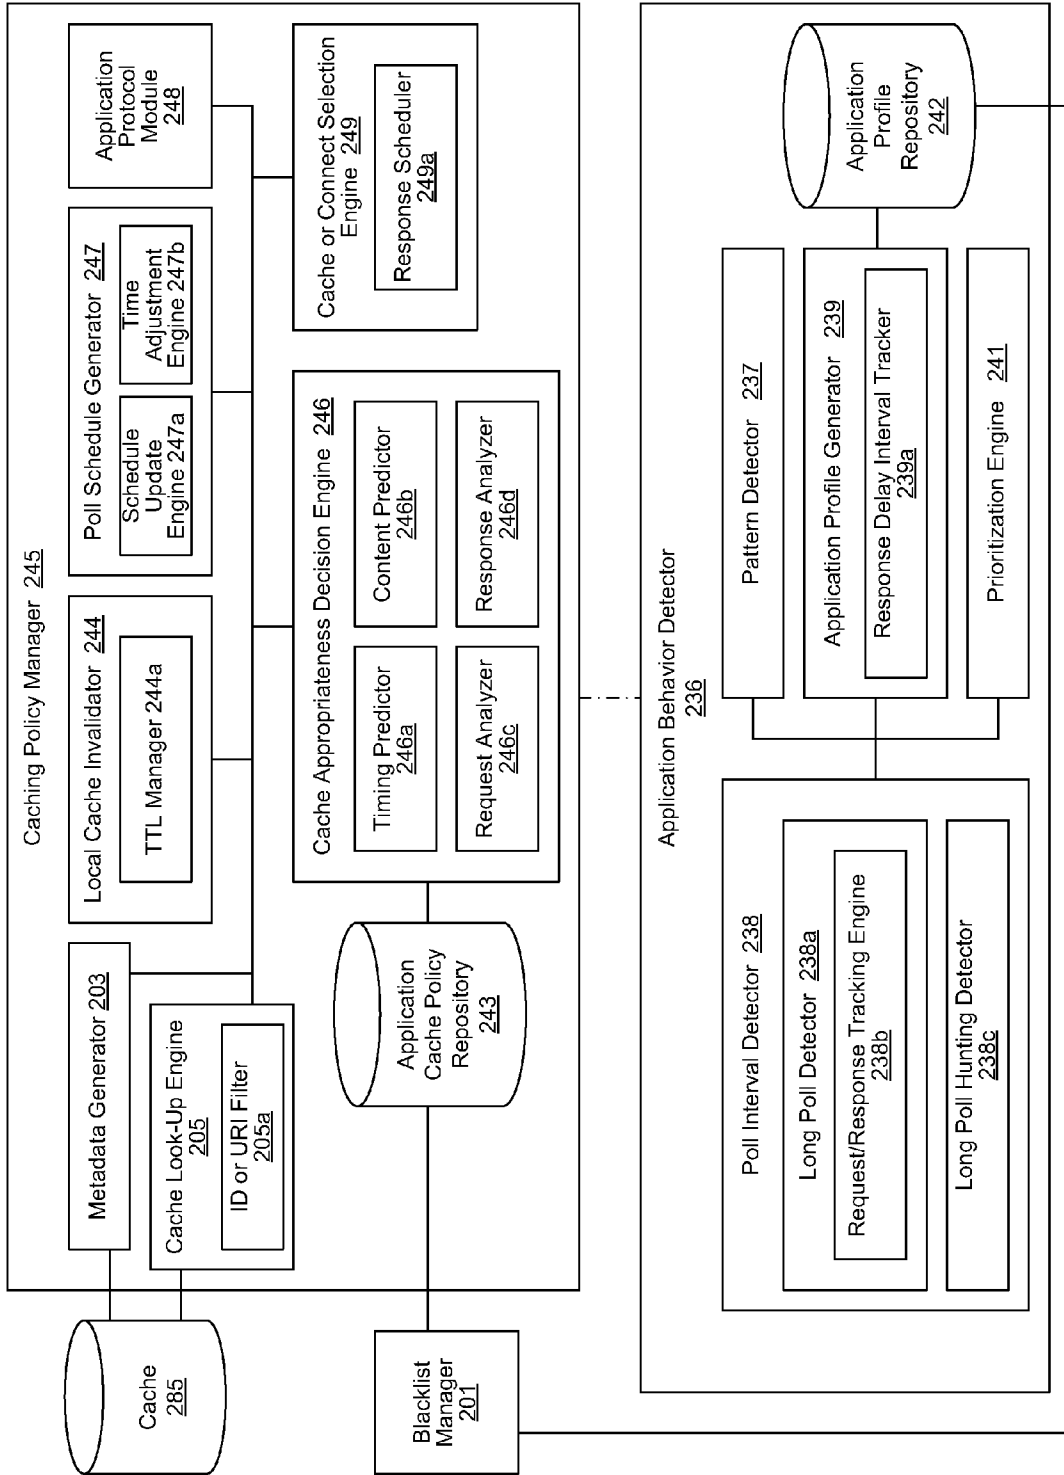 Caching Policy Manager 245
Cache
285
Metadata Generator 203
Cache Look-Up Engine
205
ID or URI Filter
205a
Local Cache Invalidator 244
TTL Manager 244a
Poll Schedule Generator 247
Schedule
Update
Engine 247a
Time
Adjustment
Engine 247b
Application
Protocol
Module
248
Blacklist
Manager
201
Application
Cache Policy
Repository
243
Cache Appropriateness Decision Engine 246
Timing Predictor
246a
Content Predictor
246b
Request Analyzer
246c
Response Analyzer
246d
Cache or Connect Selection
Engine 249
Response Scheduler
249a
Application Behavior Detector
236
Poll Interval Detector 238
Long Poll Detector 238a
Request/Response Tracking Engine
238b
Long Poll Hunting Detector
238c
Pattern Detector 237
Application Profile Generator 239
Response Delay Interval Tracker
239a
Prioritization Engine 241
Application
Profile
Repository
242